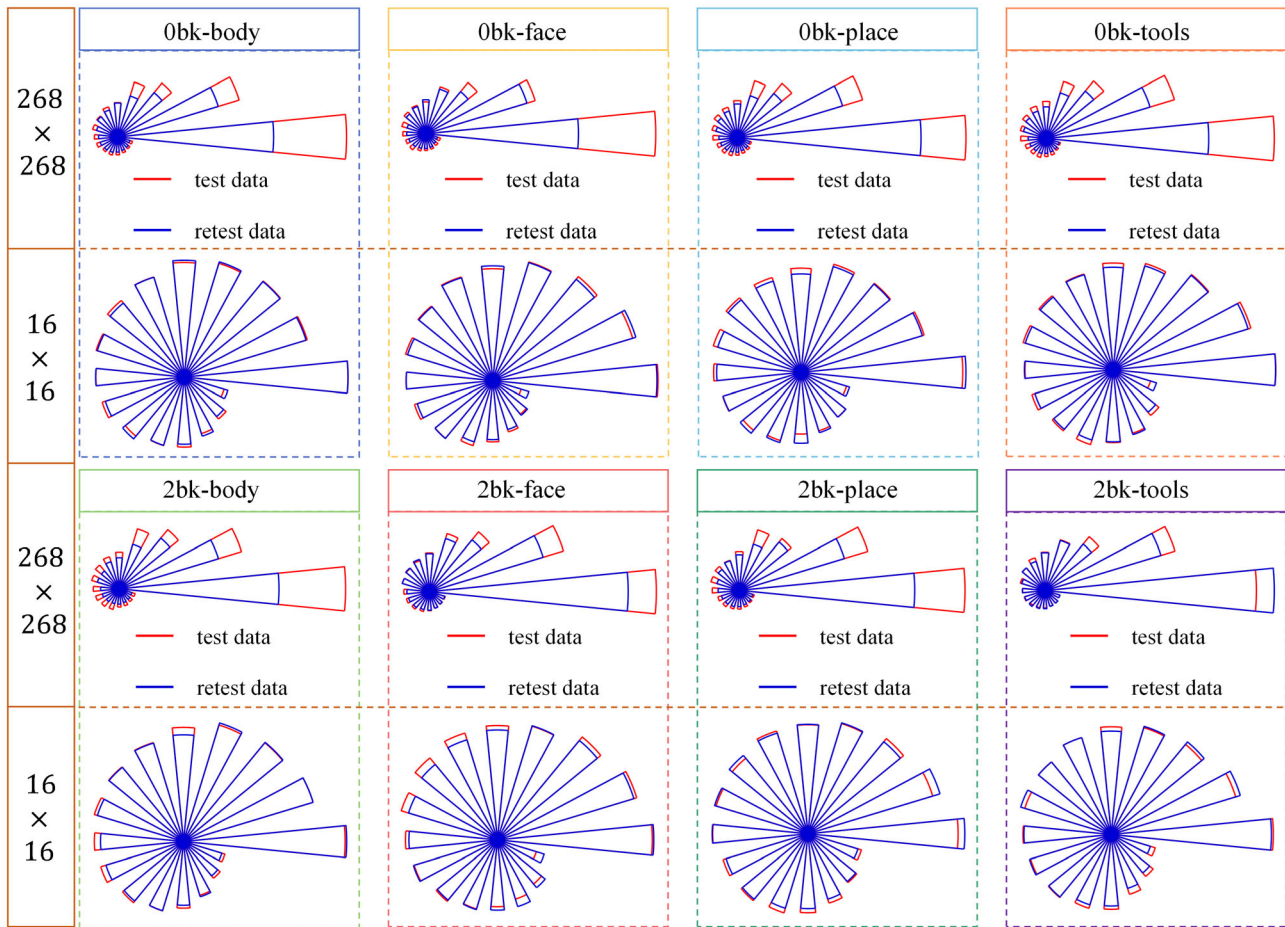 0bk-body
0bk-face
0bk-place
0bk-tools
268
×
268
test data
test data
test data
test data
retest data
retest data
retest data
retest data
16
×
16
2bk-body
2bk-face
2bk-place
2bk-tools
268
×
268
test data
test data
test data
test data
retest data
retest data
retest data
retest data
16
×
16